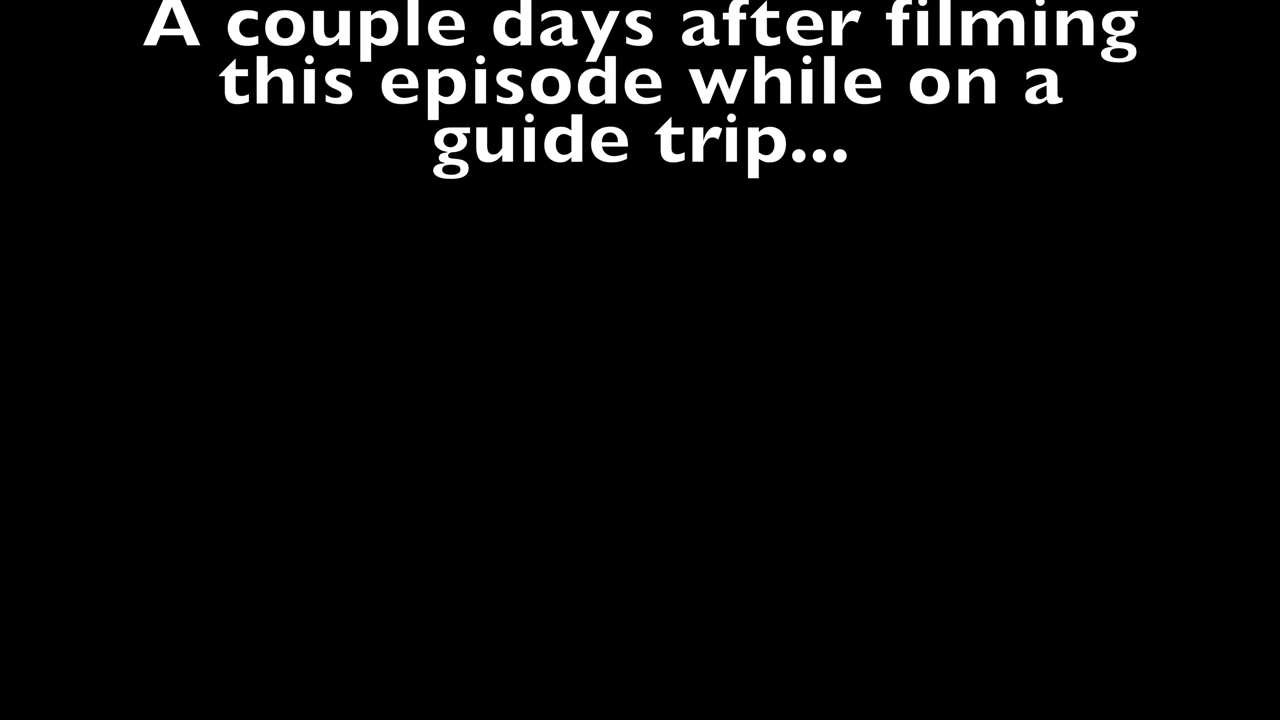 A couple days after filming
this episode while on a
guide trip...